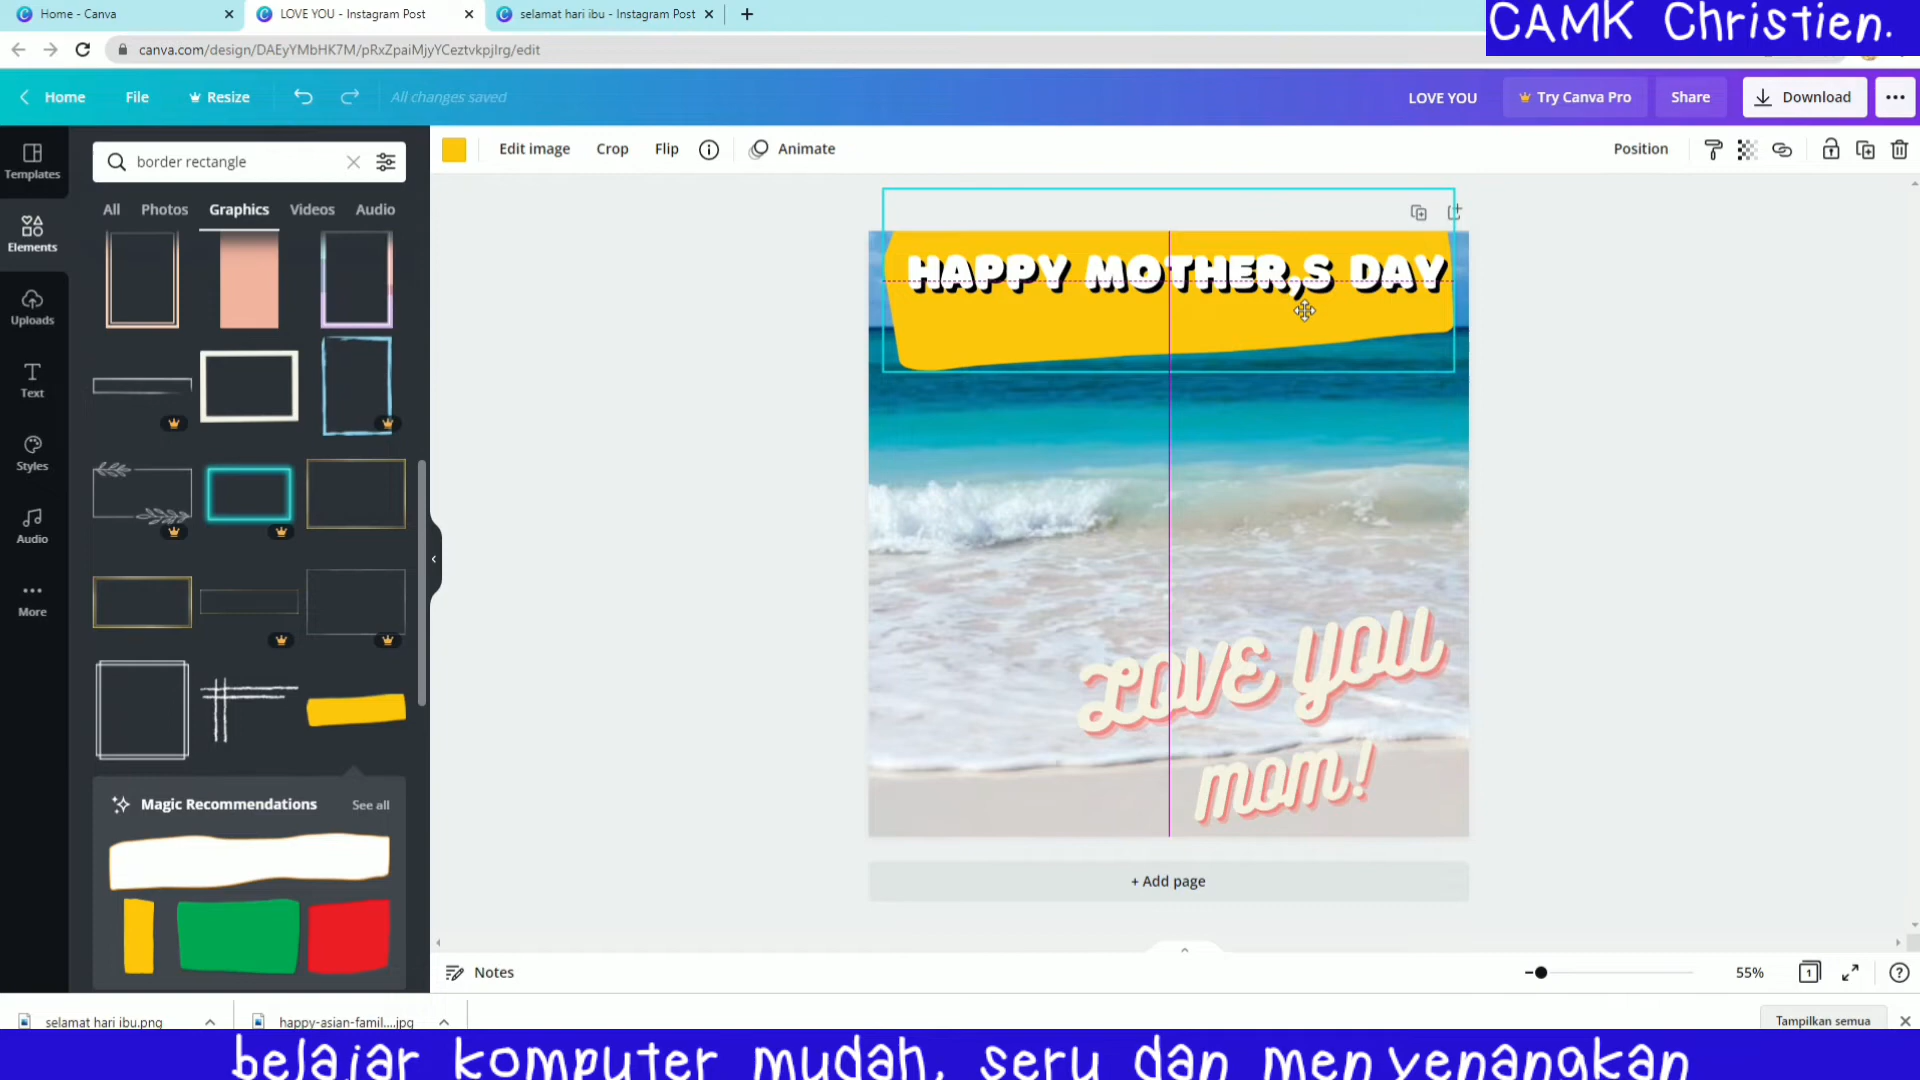 CAMK Christien.
Home - Canva
LOVE YOU - Instagram Post
selamat hari ibu - Instagram Post
canva.com/design/DAEyYMbHK7M/pRxZpaiMjyYCeztvkpjlrg/edit
Home
File
Resize
All changes saved
LOVE YOU
Try Canva Pro
Share
Download
Templates
Elements
Uploads
Text
Styles
Audio
More
border rectangle
All
Photos
Graphics
Videos
Audio
Magic Recommendations
See all
Edit image
Crop
Flip
Animate
Position
HAPPY MOTHER,S DAY
LOVE YOU
mom!
+ Add page
Notes
55%
1
selamat hari ibu.png
happy-asian-famil....jpg
Tampilkan semua
belajar komputer mudah, seru dan menyenangkan